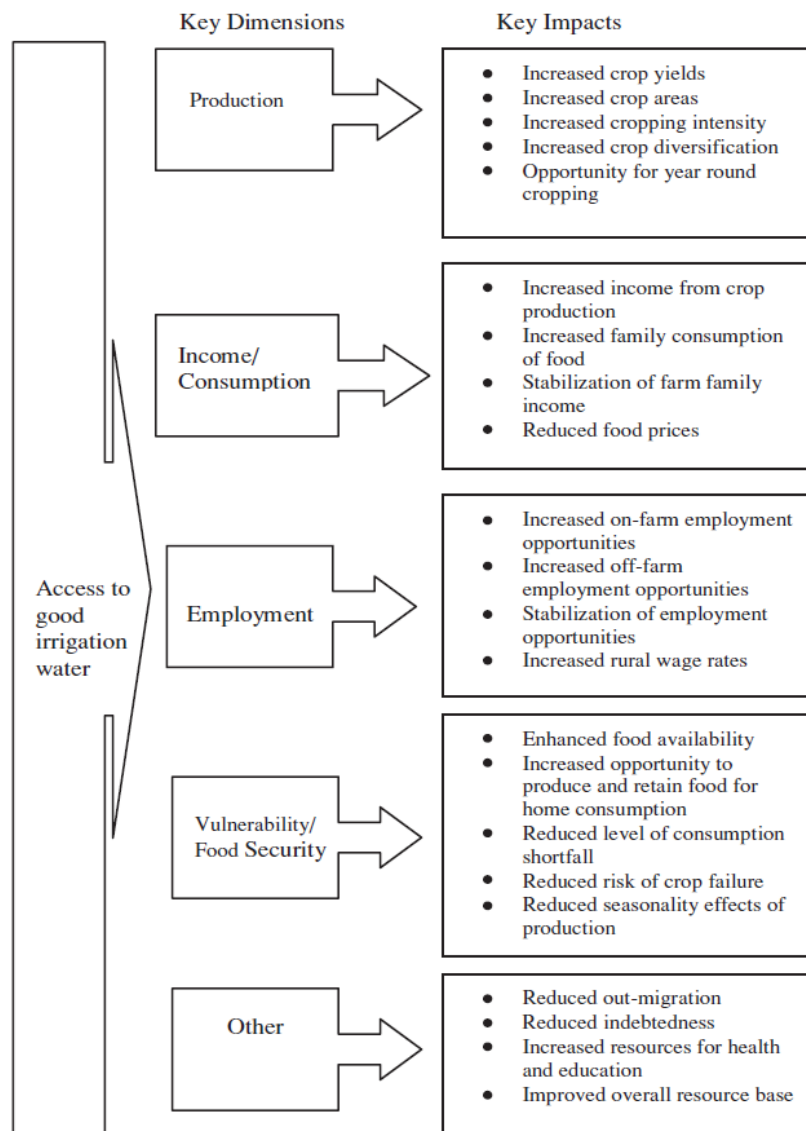 Key Dimensions
Key Impacts
Access to
good
irrigation
water
Production
● Increased crop yields
● Increased crop areas
● Increased cropping intensity
● Increased crop diversification
● Opportunity for year round
cropping
Income/
Consumption
● Increased income from crop
production
● Increased family consumption
of food
● Stabilization of farm family
income
● Reduced food prices
Employment
● Increased on-farm employment
opportunities
● Increased off-farm
employment opportunities
● Stabilization of employment
opportunities
● Increased rural wage rates
Vulnerability/
Food Security
● Enhanced food availability
● Increased opportunity to
produce and retain food for
home consumption
● Reduced level of consumption
shortfall
● Reduced risk of crop failure
● Reduced seasonality effects of
production
Other
● Reduced out-migration
● Reduced indebtedness
● Increased resources for health
and education
● Improved overall resource base